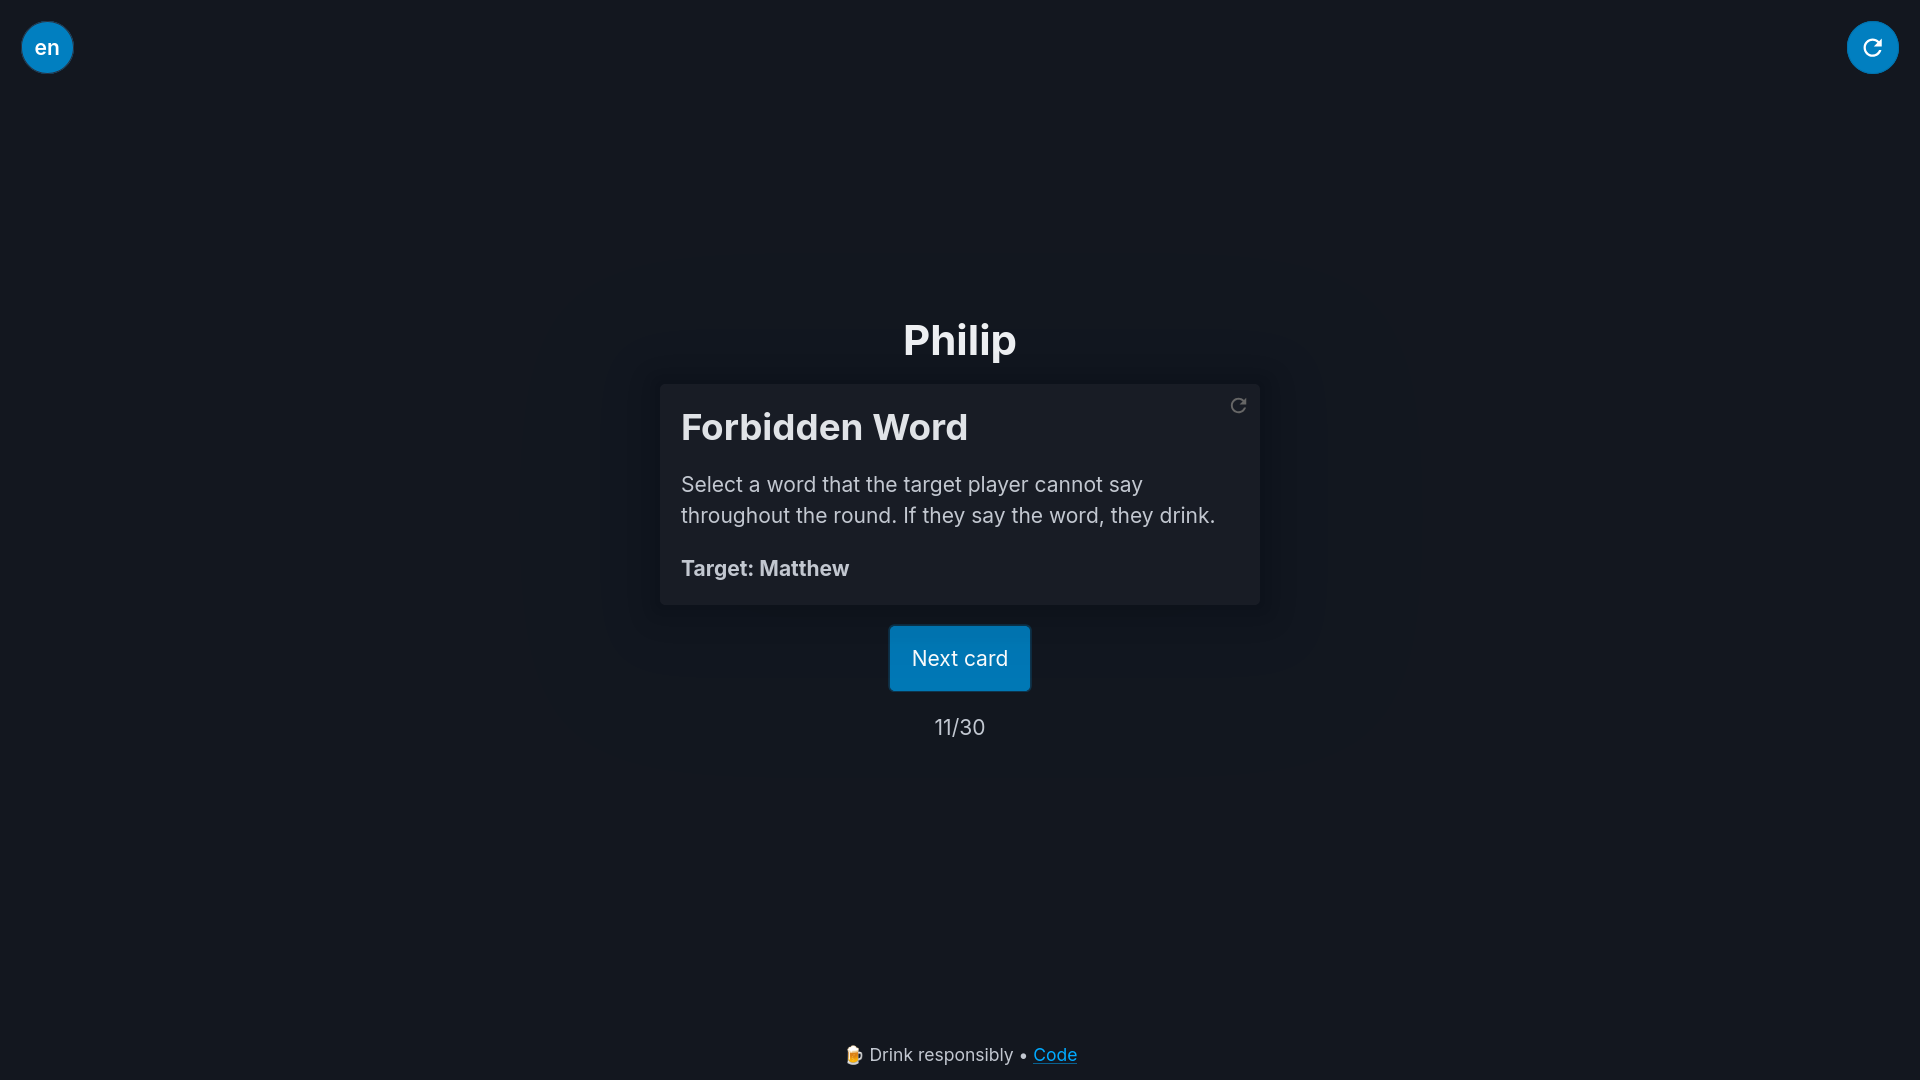 en
Philip
Forbidden Word
Select a word that the target player cannot say
throughout the round. If they say the word, they drink.
Target: Matthew
Next card
11/30
🍺 Drink responsibly • Code